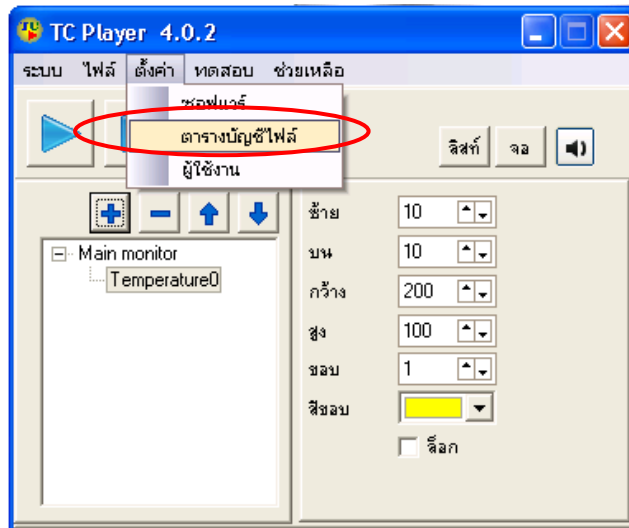 TC Player 4.0.2
ระบบ ไฟล์ ตั้งค่า ทดสอบ ช่วยเหลือ
ซอฟแวร์
ตารางบัญชีไฟล์
ผู้ใช้งาน
ลิสท์ จอ
ซ้าย 10
บน 10
กว้าง 200
สูง 100
ขอบ 1
สีขอบ
ล็อก
Main monitor
Temperature0